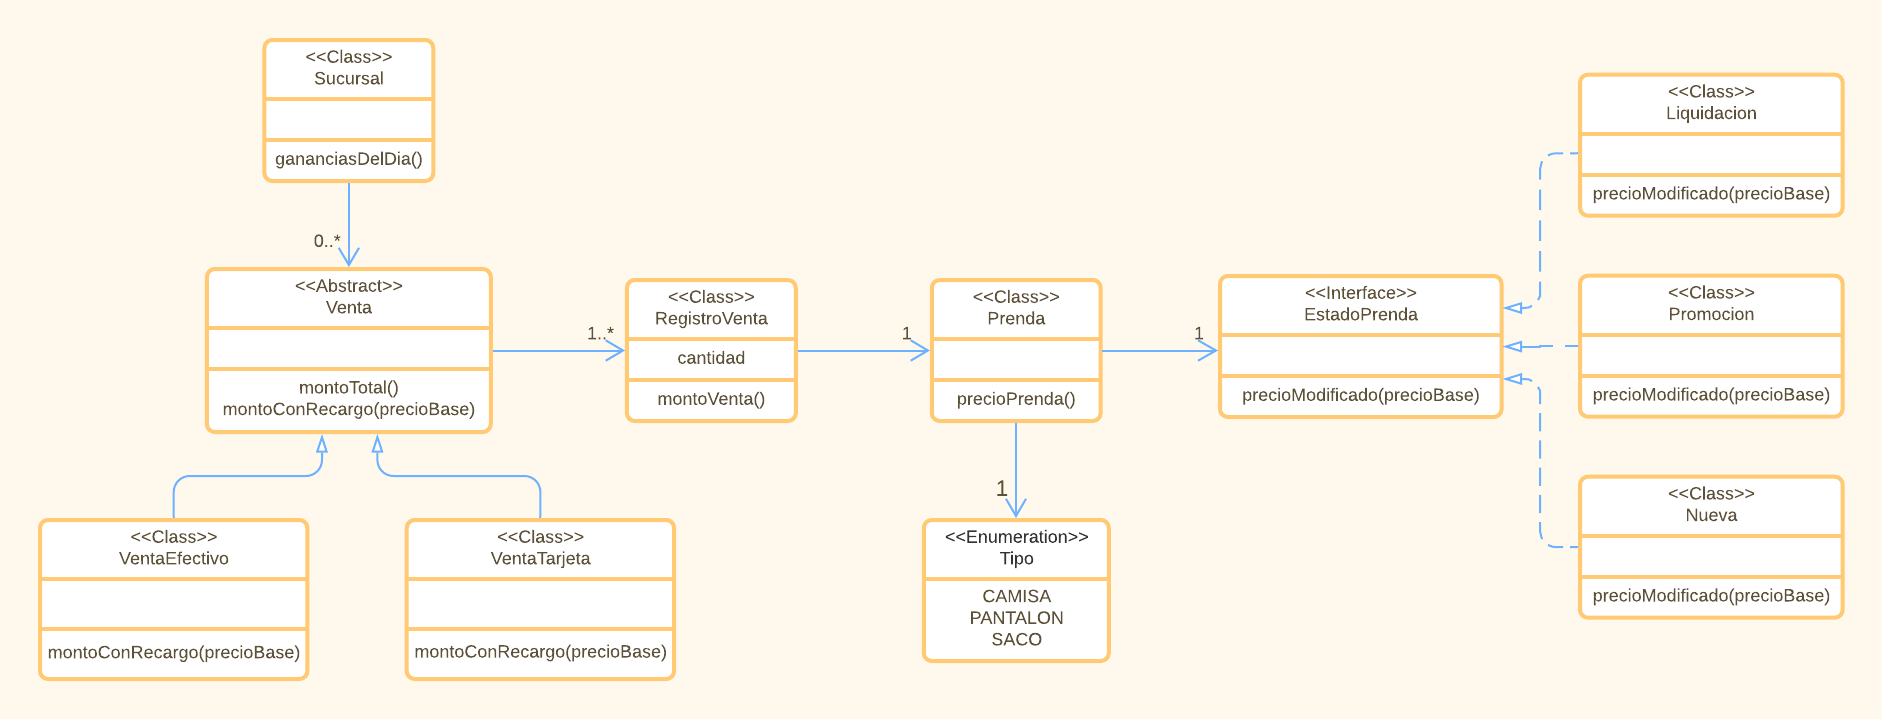 <<Class>>
Sucursal
gananciasDelDia()
0..*
<<Abstract>>
Venta
montoTotal()
montoConRecargo(precioBase)
<<Class>>
VentaEfectivo
montoConRecargo(precioBase)
<<Class>>
VentaTarjeta
montoConRecargo(precioBase)
1..*
<<Class>>
RegistroVenta
cantidad
montoVenta()
1
<<Class>>
Prenda
precioPrenda()
1
<<Enumeration>>
Tipo
CAMISA
PANTALON
SACO
1
<<Interface>>
EstadoPrenda
precioModificado(precioBase)
<<Class>>
Liquidacion
precioModificado(precioBase)
<<Class>>
Promocion
precioModificado(precioBase)
<<Class>>
Nueva
precioModificado(precioBase)